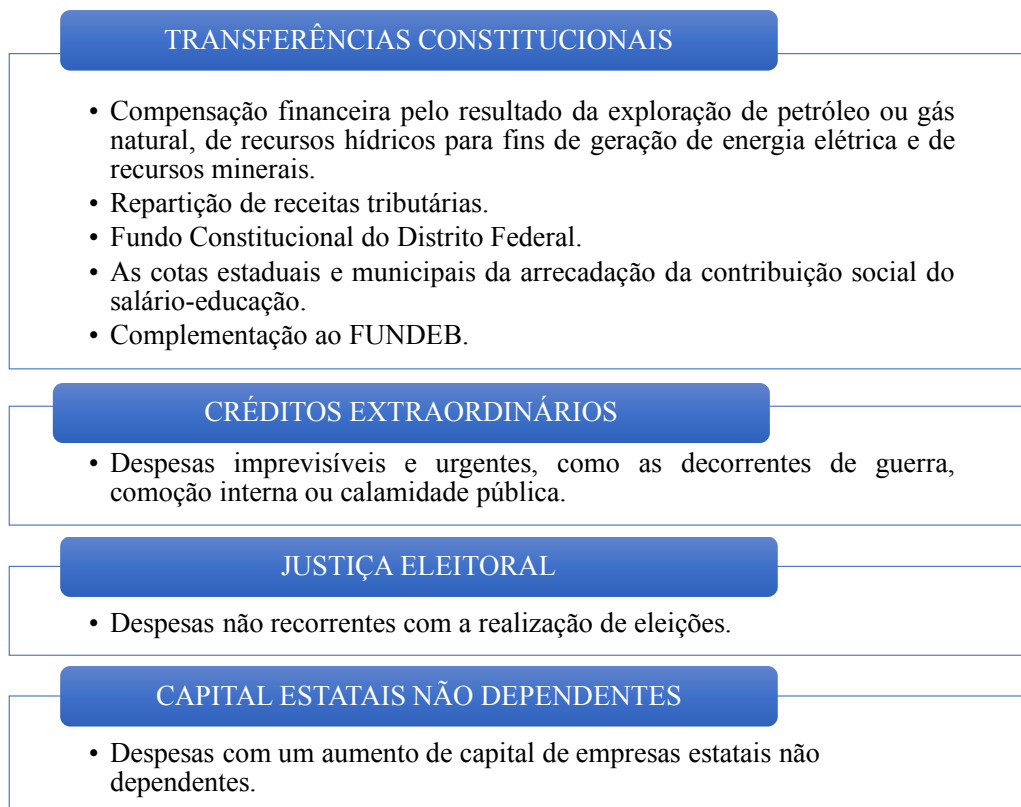 TRANSFERÊNCIAS CONSTITUCIONAIS
• Compensação financeira pelo resultado da exploração de petróleo ou gás
natural, de recursos hídricos para fins de geração de energia elétrica e de
recursos minerais.
• Repartição de receitas tributárias.
• Fundo Constitucional do Distrito Federal.
• As cotas estaduais e municipais da arrecadação da contribuição social do
salário-educação.
• Complementação ao FUNDEB.
CRÉDITOS EXTRAORDINÁRIOS
• Despesas imprevisíveis e urgentes, como as decorrentes de guerra,
comoção interna ou calamidade pública.
JUSTIÇA ELEITORAL
• Despesas não recorrentes com a realização de eleições.
CAPITAL ESTATAIS NÃO DEPENDENTES
• Despesas com um aumento de capital de empresas estatais não
dependentes.